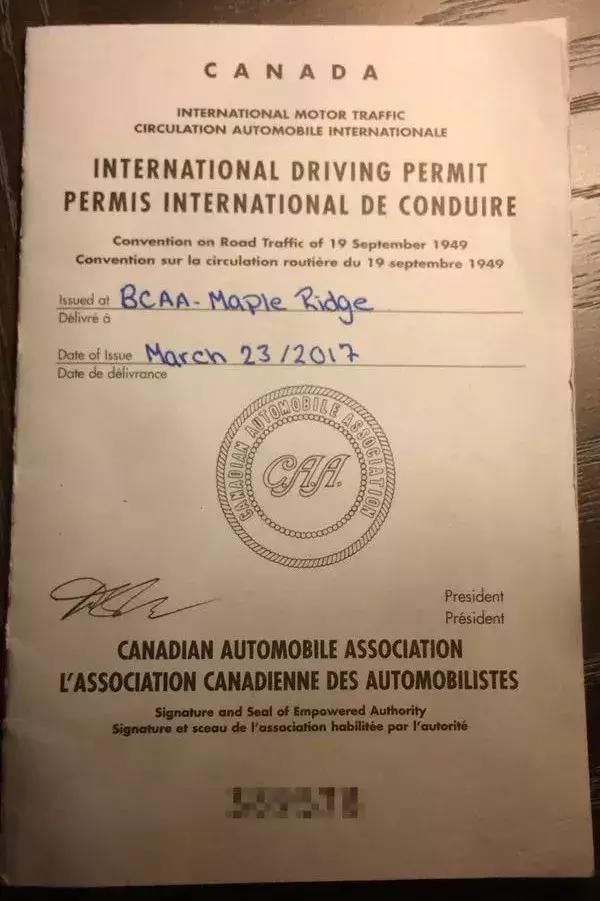 CANADA
INTERNATIONAL MOTOR TRAFFIC
CIRCULATION AUTOMOBILE INTERNATIONALE
INTERNATIONAL DRIVING PERMIT
PERMIS INTERNATIONAL DE CONDUIRE
Convention on Road Traffic of 19 September 1949
Convention sur la circulation routière du 19 septembre 1949
Issued at BCAA - Maple Ridge
Délivré à
Date of Issue March 23/2017
Date de délivrance
CANADIAN AUTOMOBILE ASSOCIATION
CAA.
President
Président
CANADIAN AUTOMOBILE ASSOCIATION
L'ASSOCIATION CANADIENNE DES AUTOMOBILISTES
Signature and Seal of Empowered Authority
Signature et sceau de l'association habilitée par l'autorité